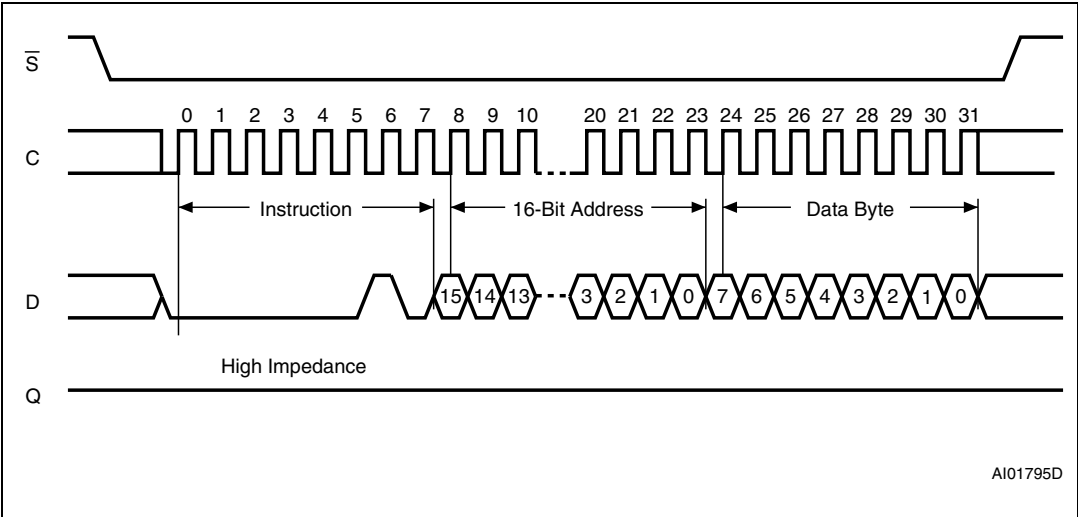 S̅
0 1 2 3 4 5 6 7 8 9 10 20 21 22 23 24 25 26 27 28 29 30 31
C
Instruction 16-Bit Address Data Byte
D 15 14 13 3 2 1 0 7 6 5 4 3 2 1 0
High Impedance
Q
AI01795D